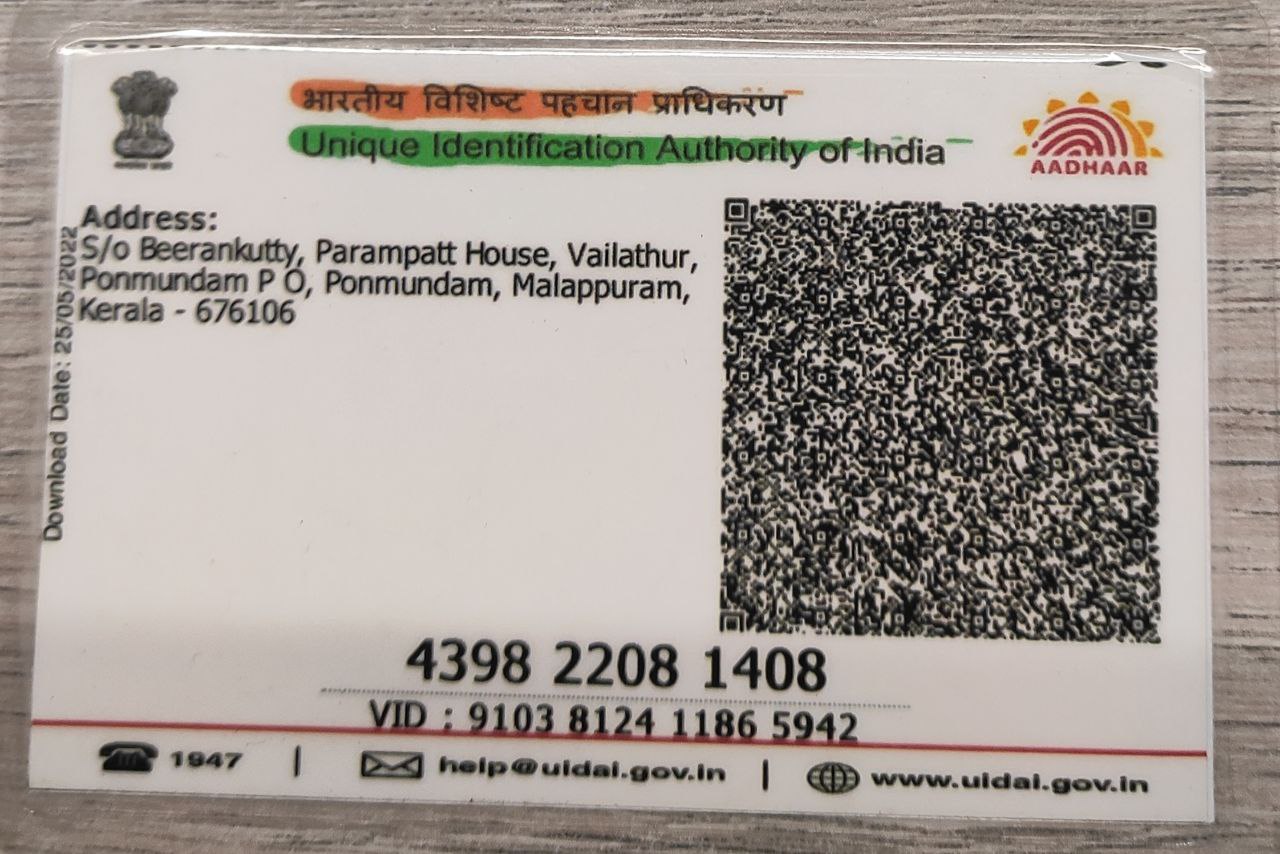 भारतीय विशिष्ट पहचान प्राधिकरण
Unique Identification Authority of India
AADHAAR
Address:
S/o Beerankutty, Parampatt House, Vailathur,
Ponmundam P O, Ponmundam, Malappuram,
Kerala - 676106
Download Date: 25/05/2022
4398 2208 1408
VID : 9103 8124 1186 5942
1947 | help@uidai.gov.in | www.uidai.gov.in